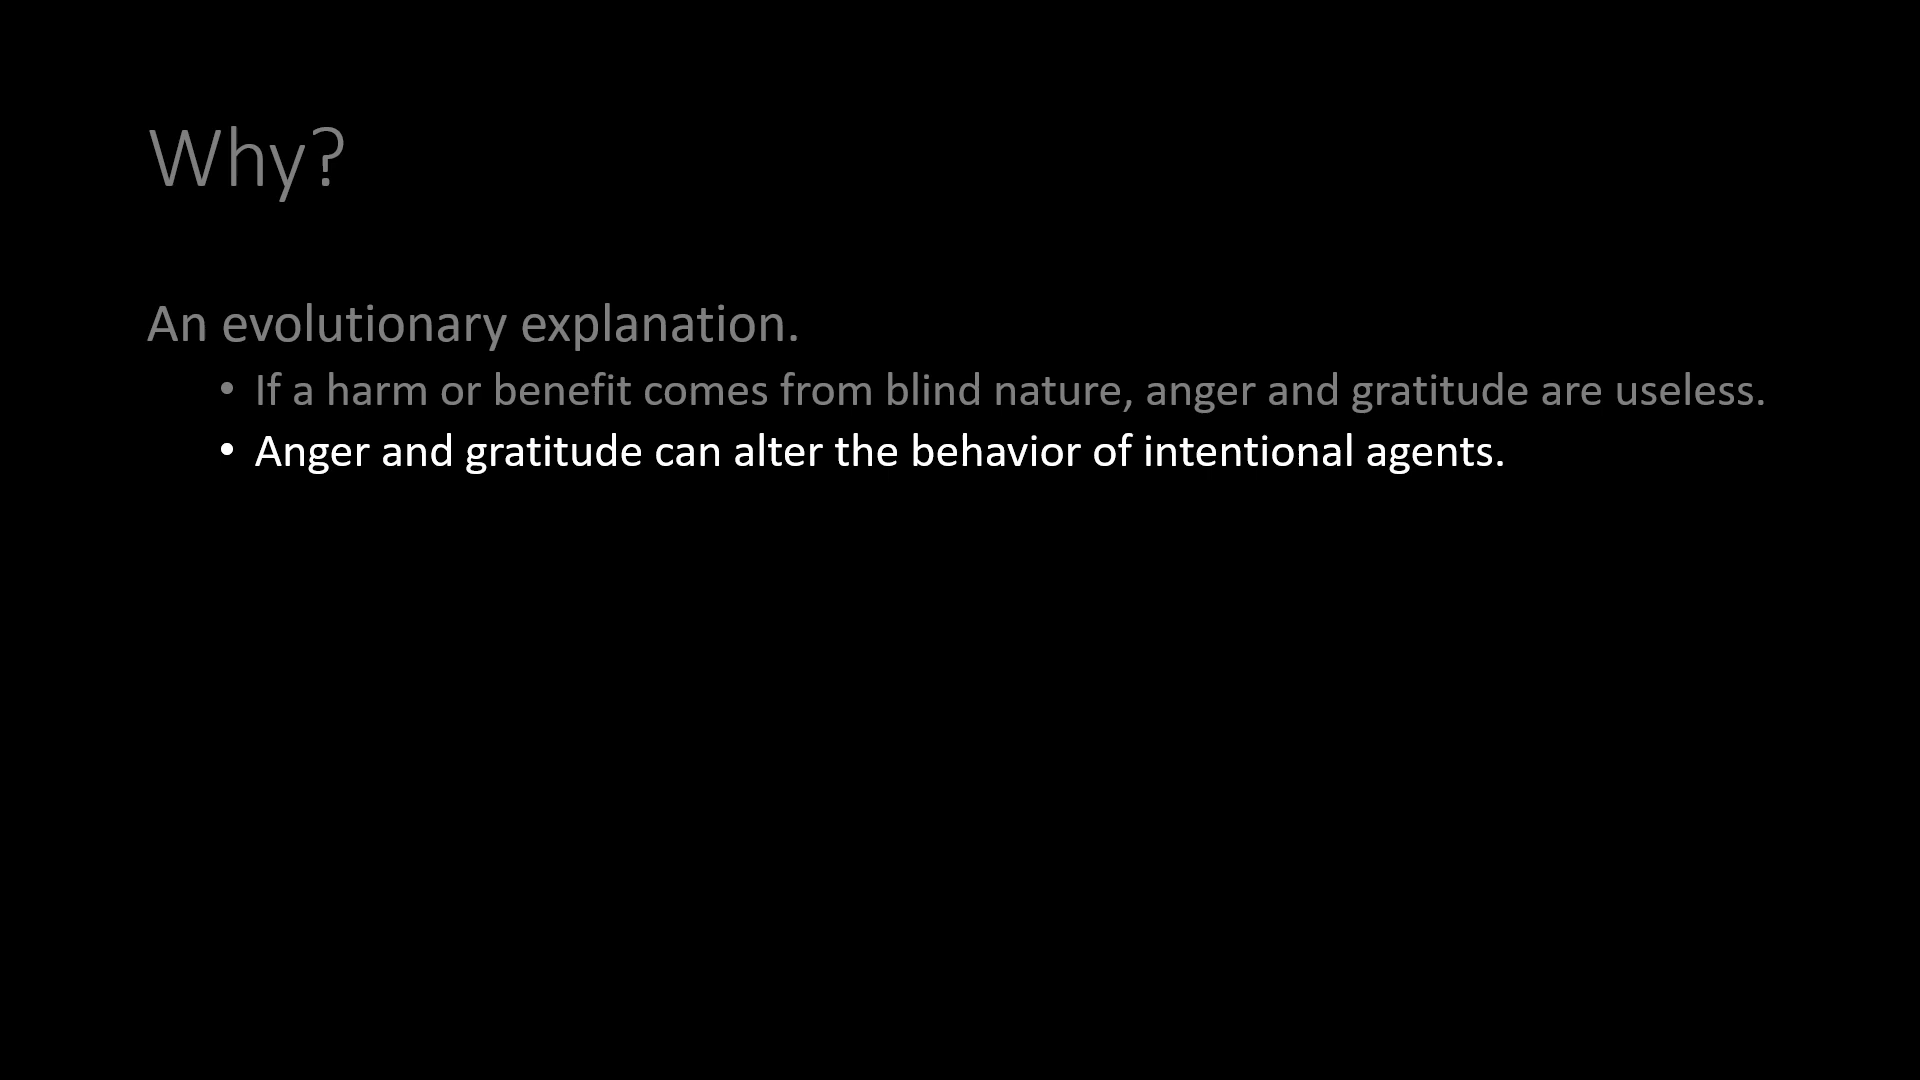 Why?
An evolutionary explanation.
• If a harm or benefit comes from blind nature, anger and gratitude are useless.
• Anger and gratitude can alter the behavior of intentional agents.